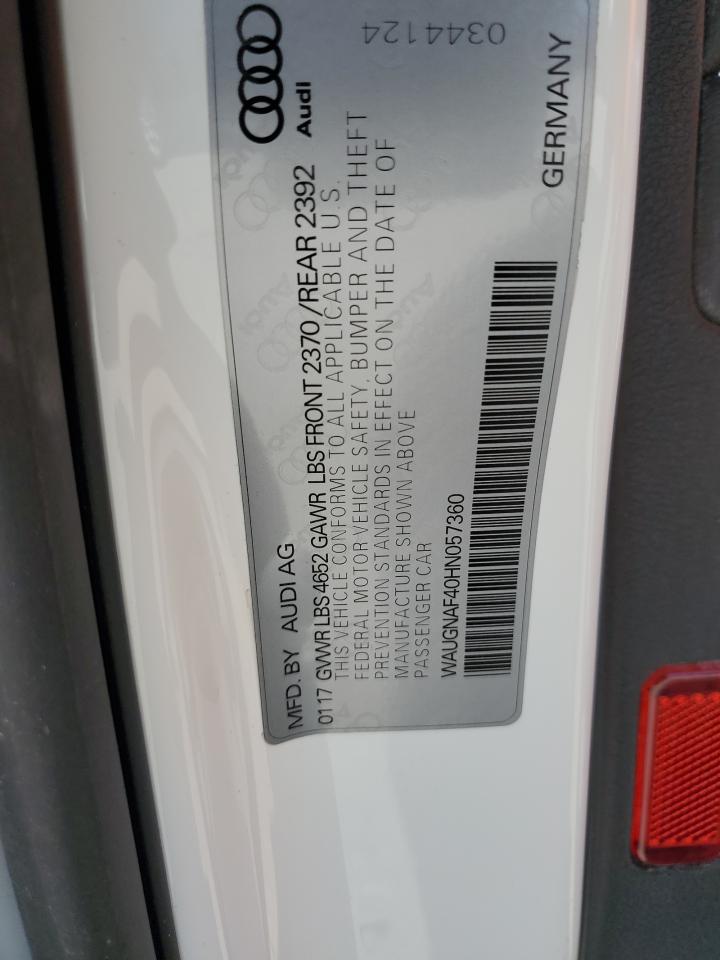 MFD. BY AUDI AG
Audi
0117 GVWR LBS 4652 GAWR LBS FRONT 2370 /REAR 2392
THIS VEHICLE CONFORMS TO ALL APPLICABLE U.S.
FEDERAL MOTOR VEHICLE SAFETY, BUMPER AND THEFT
PREVENTION STANDARDS IN EFFECT ON THE DATE OF
MANUFACTURE SHOWN ABOVE
PASSENGER CAR
WAUGNAF40HN057360
GERMANY
0344124